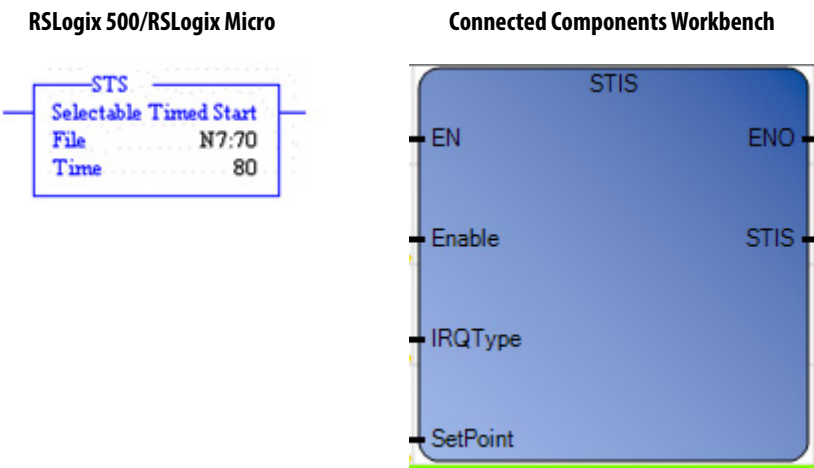 RSLogix 500/RSLogix Micro
Connected Components Workbench
STS
Selectable Timed Start
File N7:70
Time 80
STIS
EN ENO
Enable STIS
IRQType
SetPoint